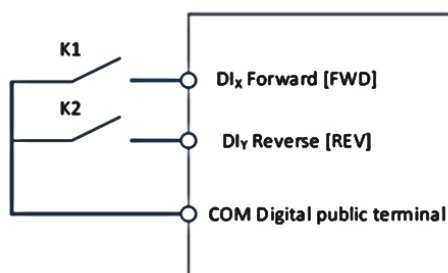 K1
DIX Forward [FWD]
K2
DIY Reverse [REV]
COM Digital public terminal